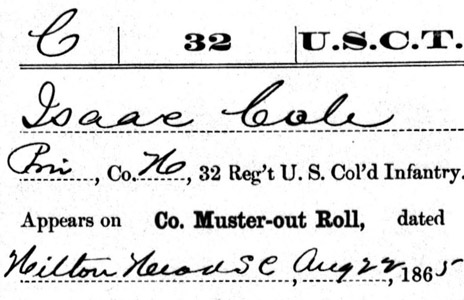 C | 32 | U.S.C.T.
Isaac Cole
Pri, Co. H, 32 Reg't U. S. Col'd Infantry.
Appears on Co. Muster-out Roll, dated
Hilton Head S C, Aug 22, 1865